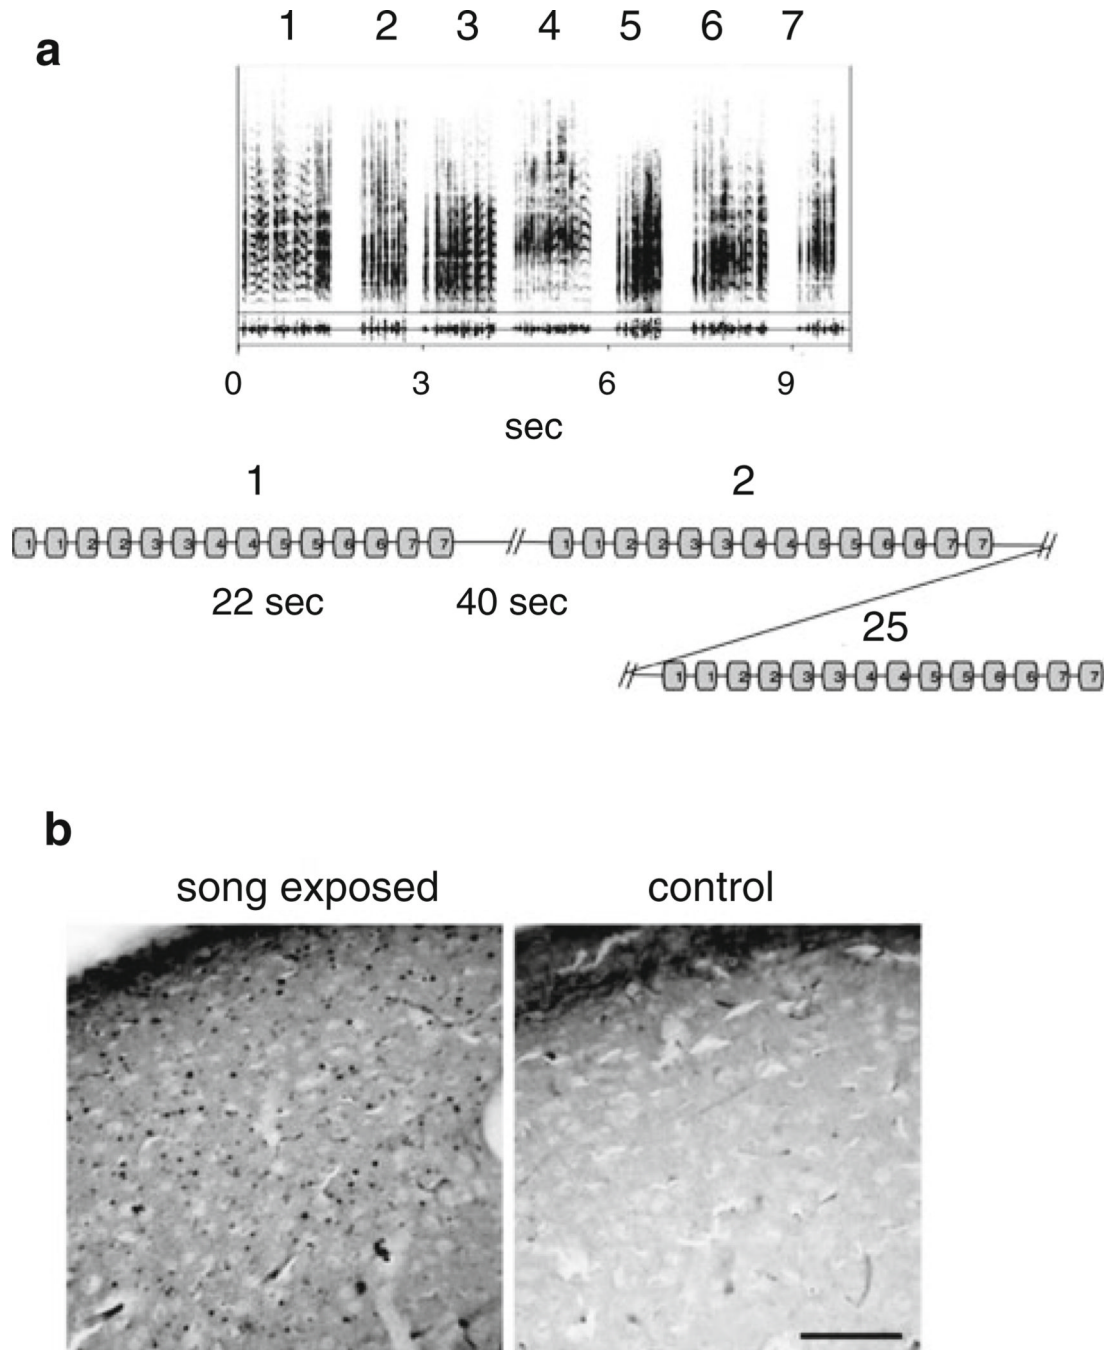 a
1 2 3 4 5 6 7
0 3 6 9
sec
1 2
1 1 2 2 3 3 4 4 5 5 6 6 7 7 1 1 2 2 3 3 4 4 5 5 6 6 7 7
22 sec 40 sec
25
1 1 2 2 3 3 4 4 5 5 6 6 7 7
b
song exposed control